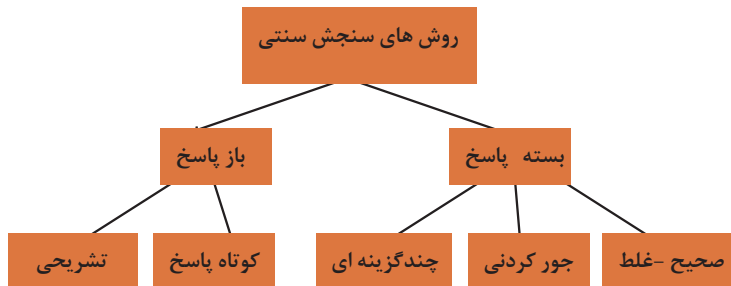 روش های سنجش سنتی
بسته پاسخ
باز پاسخ
صحیح -غلط
جور کردنی
چندگزینه ای
کوتاه پاسخ
تشریحی